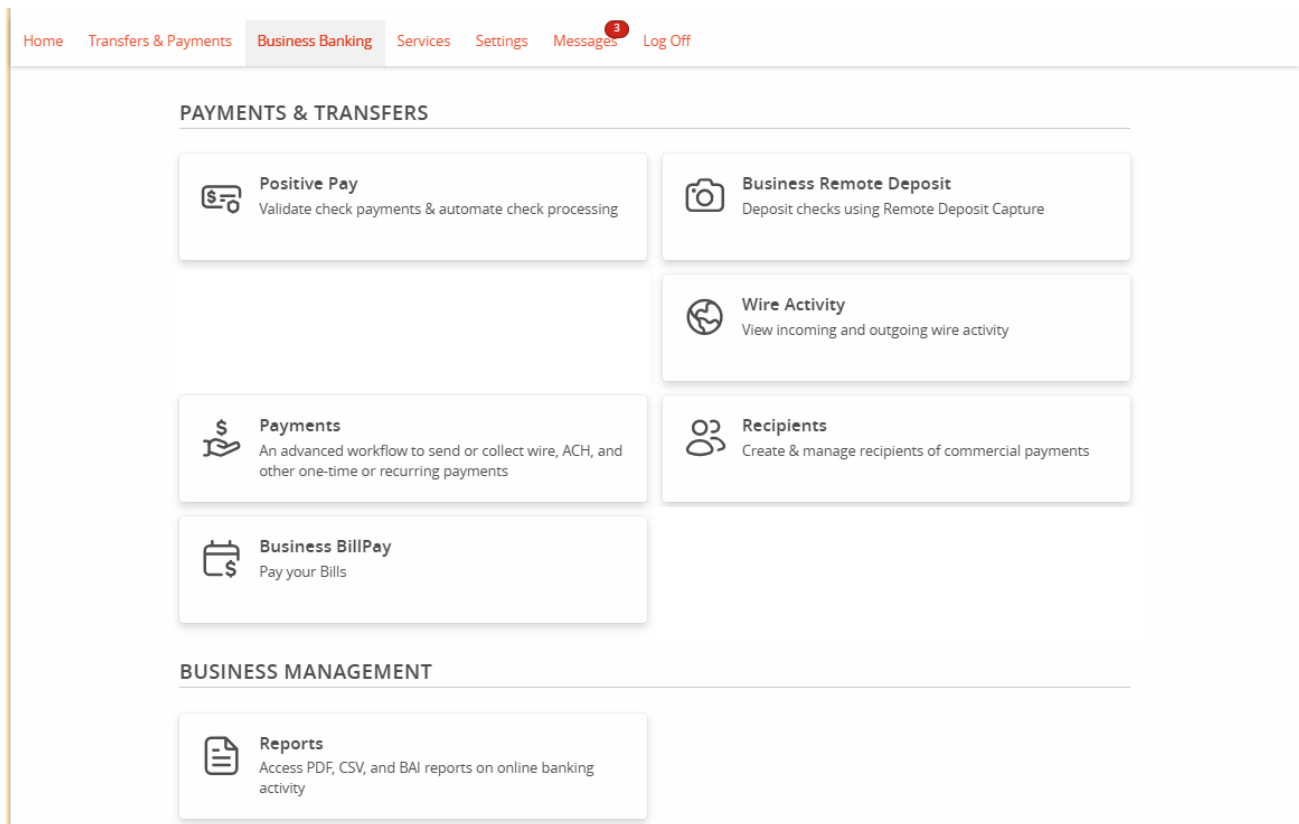 Home Transfers & Payments Business Banking Services Settings Messages 3 Log Off
PAYMENTS & TRANSFERS
Positive Pay
Validate check payments & automate check processing
Business Remote Deposit
Deposit checks using Remote Deposit Capture
Wire Activity
View incoming and outgoing wire activity
Payments
An advanced workflow to send or collect wire, ACH, and
other one-time or recurring payments
Recipients
Create & manage recipients of commercial payments
Business BillPay
Pay your Bills
BUSINESS MANAGEMENT
Reports
Access PDF, CSV, and BAI reports on online banking
activity